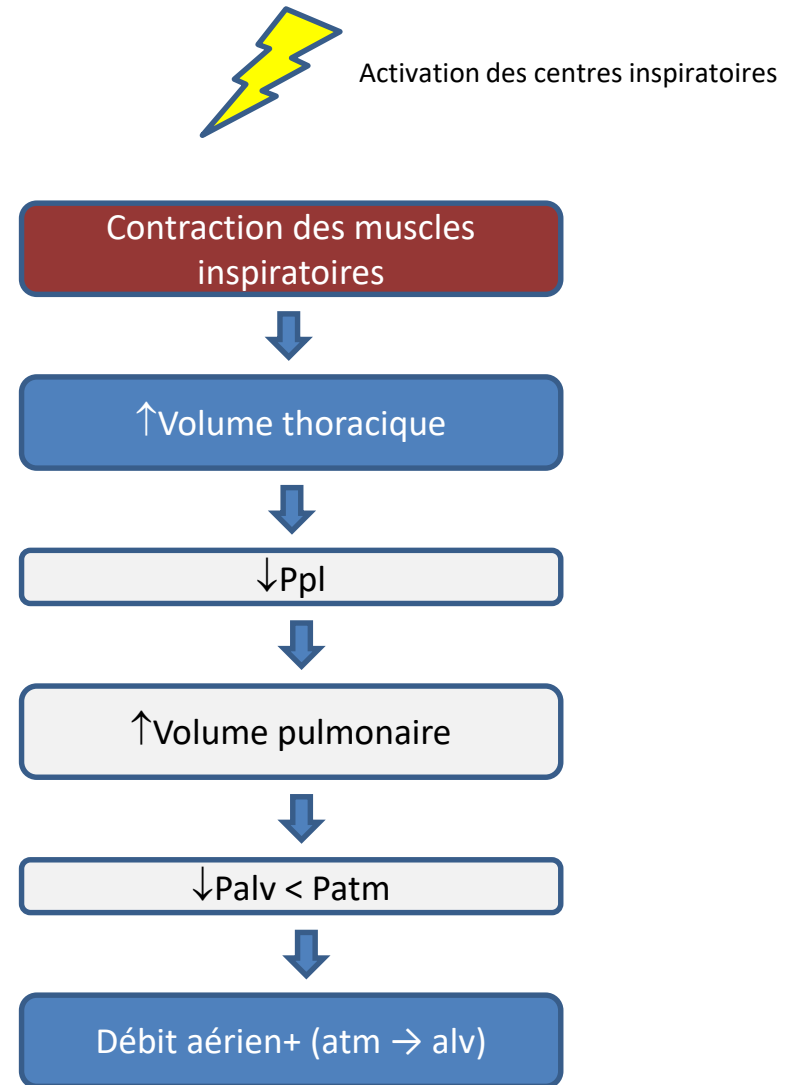 Activation des centres inspiratoires
Contraction des muscles
inspiratoires
↑Volume thoracique
↓Ppl
↑Volume pulmonaire
↓Palv < Patm
Débit aérien+ (atm → alv)